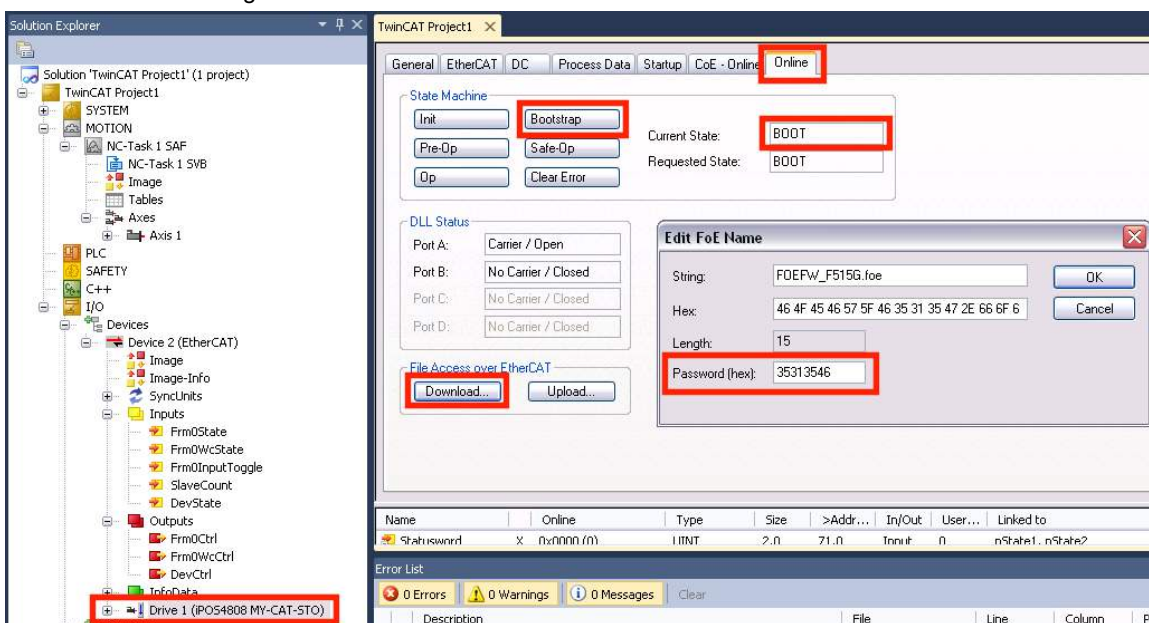 Solution Explorer
Solution 'TwinCAT Project1' (1 project)
TwinCAT Project1
SYSTEM
MOTION
NC-Task 1 SAF
NC-Task 1 SVB
Image
Tables
Axes
Axis 1
PLC
SAFETY
C++
I/O
Devices
Device 2 (EtherCAT)
Image
Image-Info
SyncUnits
Inputs
Frm0State
Frm0WcState
Frm0InputToggle
SlaveCount
DevState
Outputs
Frm0Ctrl
Frm0WcCtrl
DevCtrl
InfoData
Drive 1 (iPOS4808 MY-CAT-STO)
TwinCAT Project1
General EtherCAT DC Process Data Startup CoE - Online Online
State Machine
Init Bootstrap
Pre-Op Safe-Op
Op Clear Error
Current State: BOOT
Requested State: BOOT
DLL Status
Port A: Carrier / Open
Port B: No Carrier / Closed
Port C: No Carrier / Closed
Port D: No Carrier / Closed
File Access over EtherCAT
Download... Upload...
Edit FoE Name
String: FOEFW_F515G.foe OK
Hex: 46 4F 45 46 57 5F 46 35 31 35 47 2E 66 6F 6 Cancel
Length: 15
Password (hex): 35313546
Name Online Type Size >Addr... In/Out User... Linked to
Statusword X 0x0000 (0) UINT 2.0 71.0 Input 0 nState1, nState2
Error List
0 Errors 0 Warnings 0 Messages Clear
Description File Line Column P